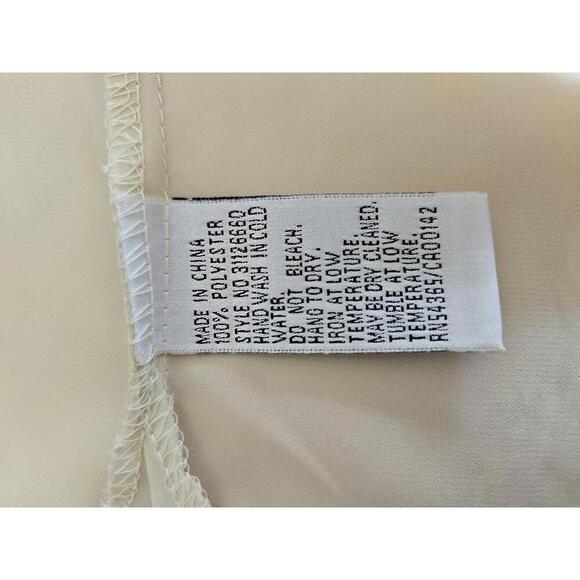 MADE IN CHINA
100% POLYESTER
STYLE NO 3112666D
HAND WASH IN COLD
WATER.
DO NOT BLEACH.
HANG TO DRY.
IRON AT LOW
TEMPERATURE.
MAY BE DRY CLEANED.
TUMBLE AT LOW
TEMPERATURE.
RN54365/CA00142